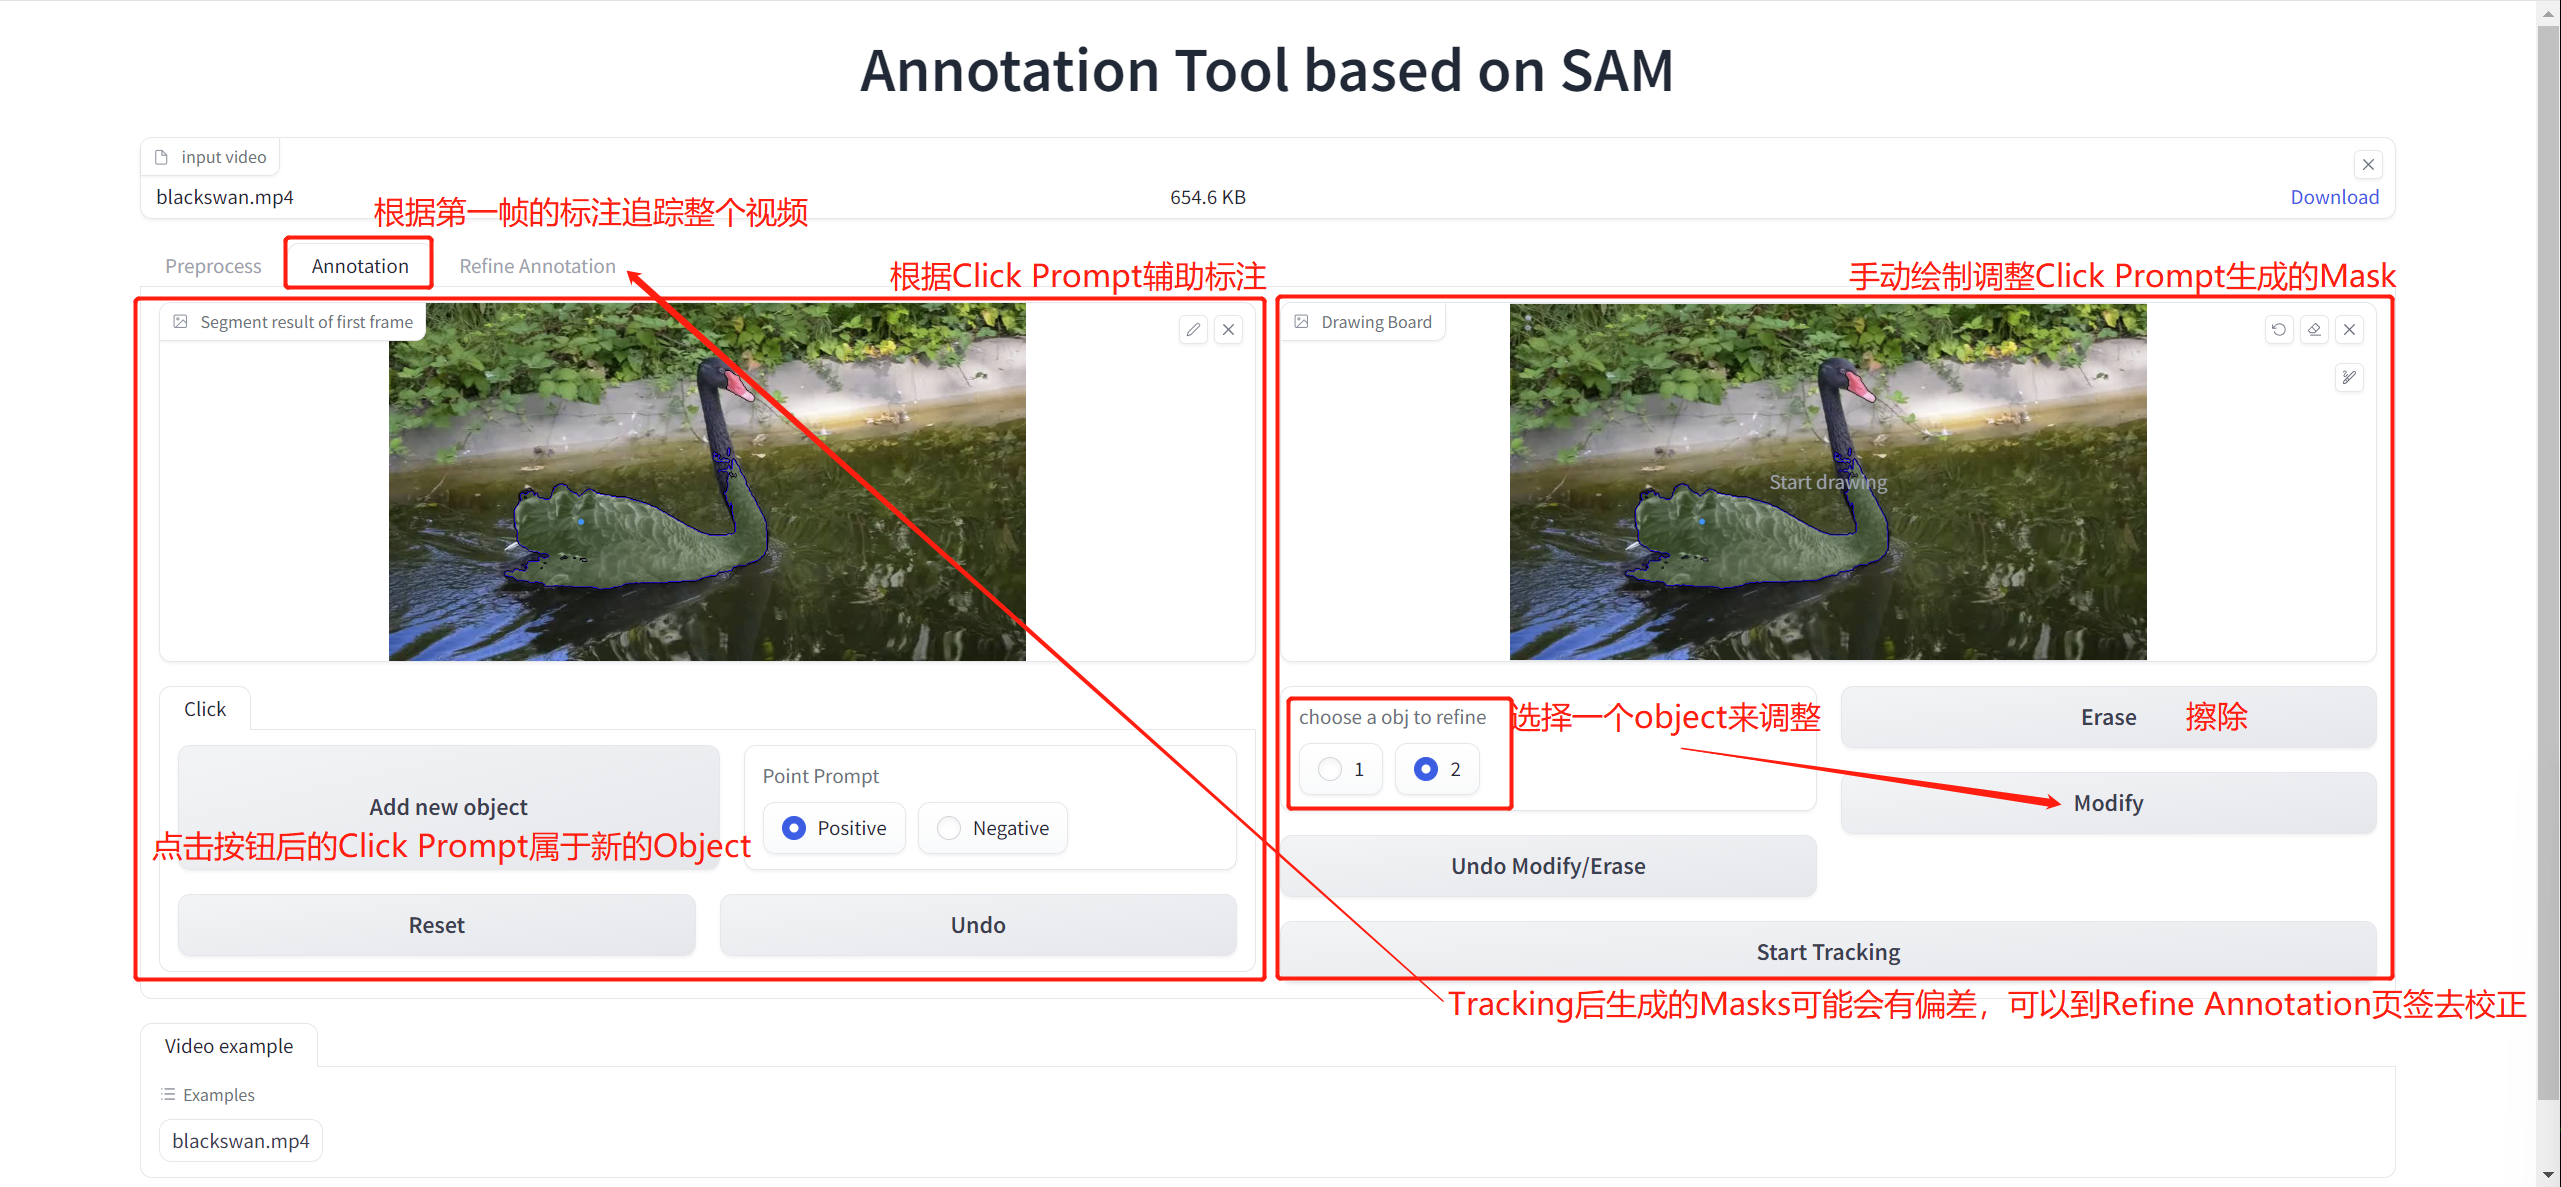 Annotation Tool based on SAM
input video
blackswan.mp4
654.6 KB
Download
根据第一帧的标注追踪整个视频
Preprocess
Annotation
Refine Annotation
根据Click Prompt辅助标注
手动绘制调整Click Prompt生成的Mask
Segment result of first frame
Drawing Board
Start drawing
Click
choose a obj to refine
选择一个object来调整
Erase
擦除
Point Prompt
1
2
Add new object
Modify
Positive
Negative
点击按钮后的Click Prompt属于新的Object
Undo Modify/Erase
Reset
Undo
Start Tracking
Tracking后生成的Masks可能会有偏差，可以到Refine Annotation页签去校正
Video example
Examples
blackswan.mp4